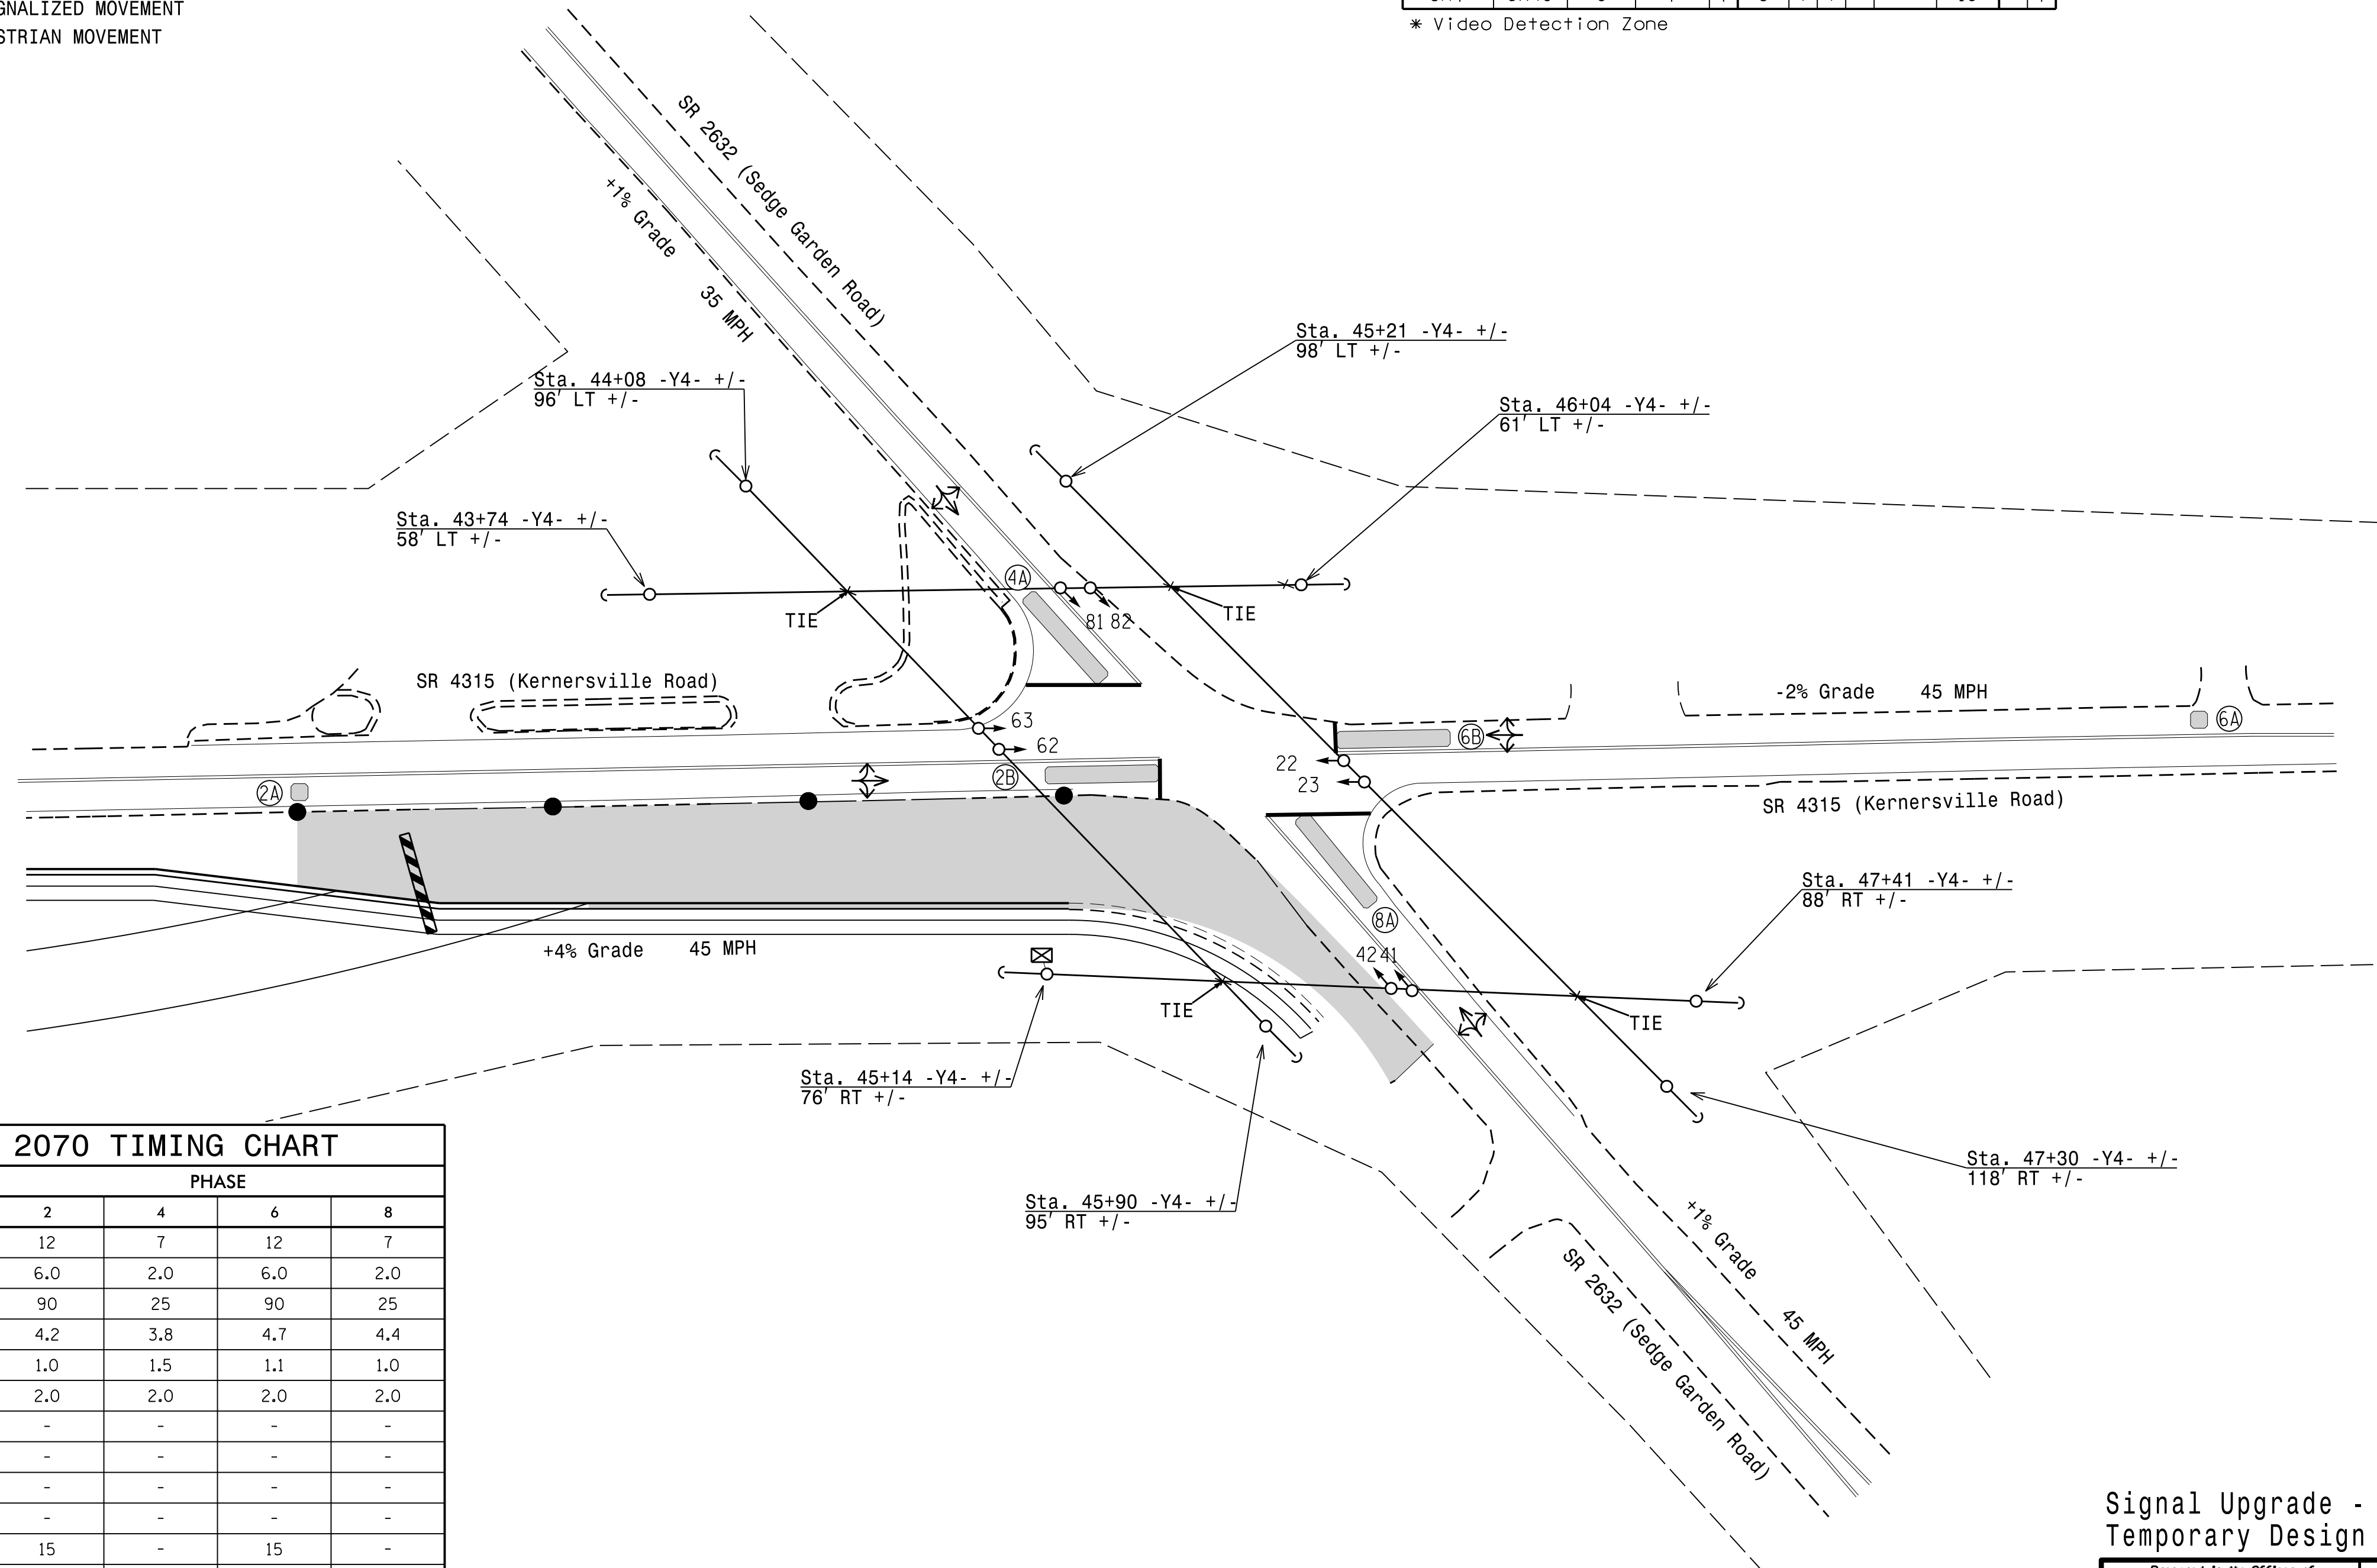 GNALIZED MOVEMENT
STRIAN MOVEMENT
* Video Detection Zone
SR 2632 (Sedge Garden Road)
+1% Grade 35 MPH
Sta. 45+21 -Y4- +/-
98' LT +/-
Sta. 44+08 -Y4- +/-
96' LT +/-
Sta. 46+04 -Y4- +/-
61' LT +/-
Sta. 43+74 -Y4- +/-
58' LT +/-
4A
TIE
81 82
TIE
SR 4315 (Kernersville Road)
-2% Grade 45 MPH
63
6A
62
6B
22
2B
23
2A
SR 4315 (Kernersville Road)
Sta. 47+41 -Y4- +/-
88' RT +/-
8A
+4% Grade 45 MPH
42 41
TIE
TIE
Sta. 45+14 -Y4- +/-
76' RT +/-
Sta. 47+30 -Y4- +/-
118' RT +/-
Sta. 45+90 -Y4- +/-
95' RT +/-
+1% Grade 45 MPH
SR 2632 (Sedge Garden Road)
2070 TIMING CHART
PHASE
2 4 6 8
12 7 12 7
6.0 2.0 6.0 2.0
90 25 90 25
4.2 3.8 4.7 4.4
1.0 1.5 1.1 1.0
2.0 2.0 2.0 2.0
- - - -
- - - -
- - - -
- - - -
15 - 15 -
Signal Upgrade -
Temporary Design